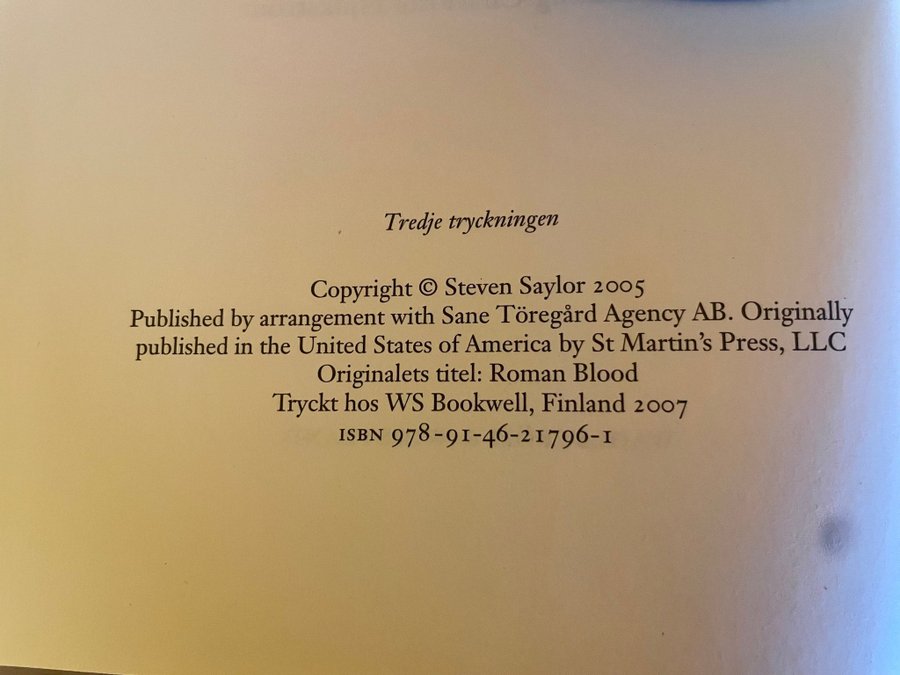 Tredje tryckningen
Copyright © Steven Saylor 2005
Published by arrangement with Sane Töregård Agency AB. Originally
published in the United States of America by St Martin's Press, LLC
Originalets titel: Roman Blood
Tryckt hos WS Bookwell, Finland 2007
ISBN 978-91-46-21796-1